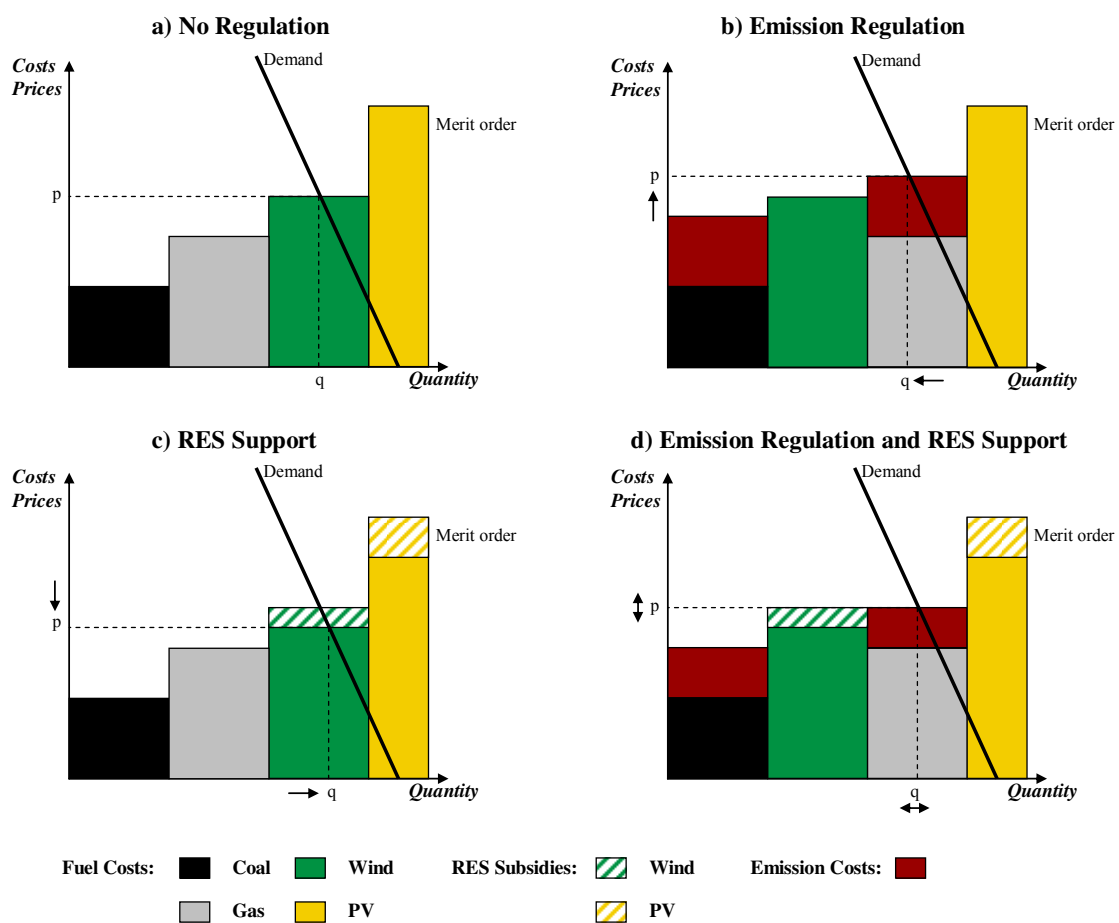 a) No Regulation
Costs
Prices
Demand
Merit order
p
q
Quantity
b) Emission Regulation
Costs
Prices
Demand
Merit order
p
q
Quantity
c) RES Support
Costs
Prices
Demand
Merit order
p
q
Quantity
d) Emission Regulation and RES Support
Costs
Prices
Demand
Merit order
p
q
Quantity
Fuel Costs: Coal Wind RES Subsidies: Wind Emission Costs:
Gas PV PV